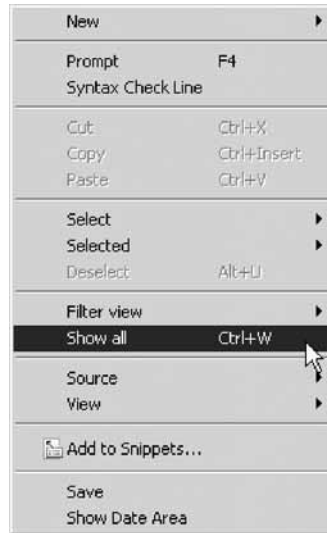 New
Prompt F4
Syntax Check Line
Cut Ctrl+X
Copy Ctrl+Insert
Paste Ctrl+V
Select
Selected
Deselect Alt+U
Filter view
Show all Ctrl+W
Source
View
Add to Snippets...
Save
Show Date Area